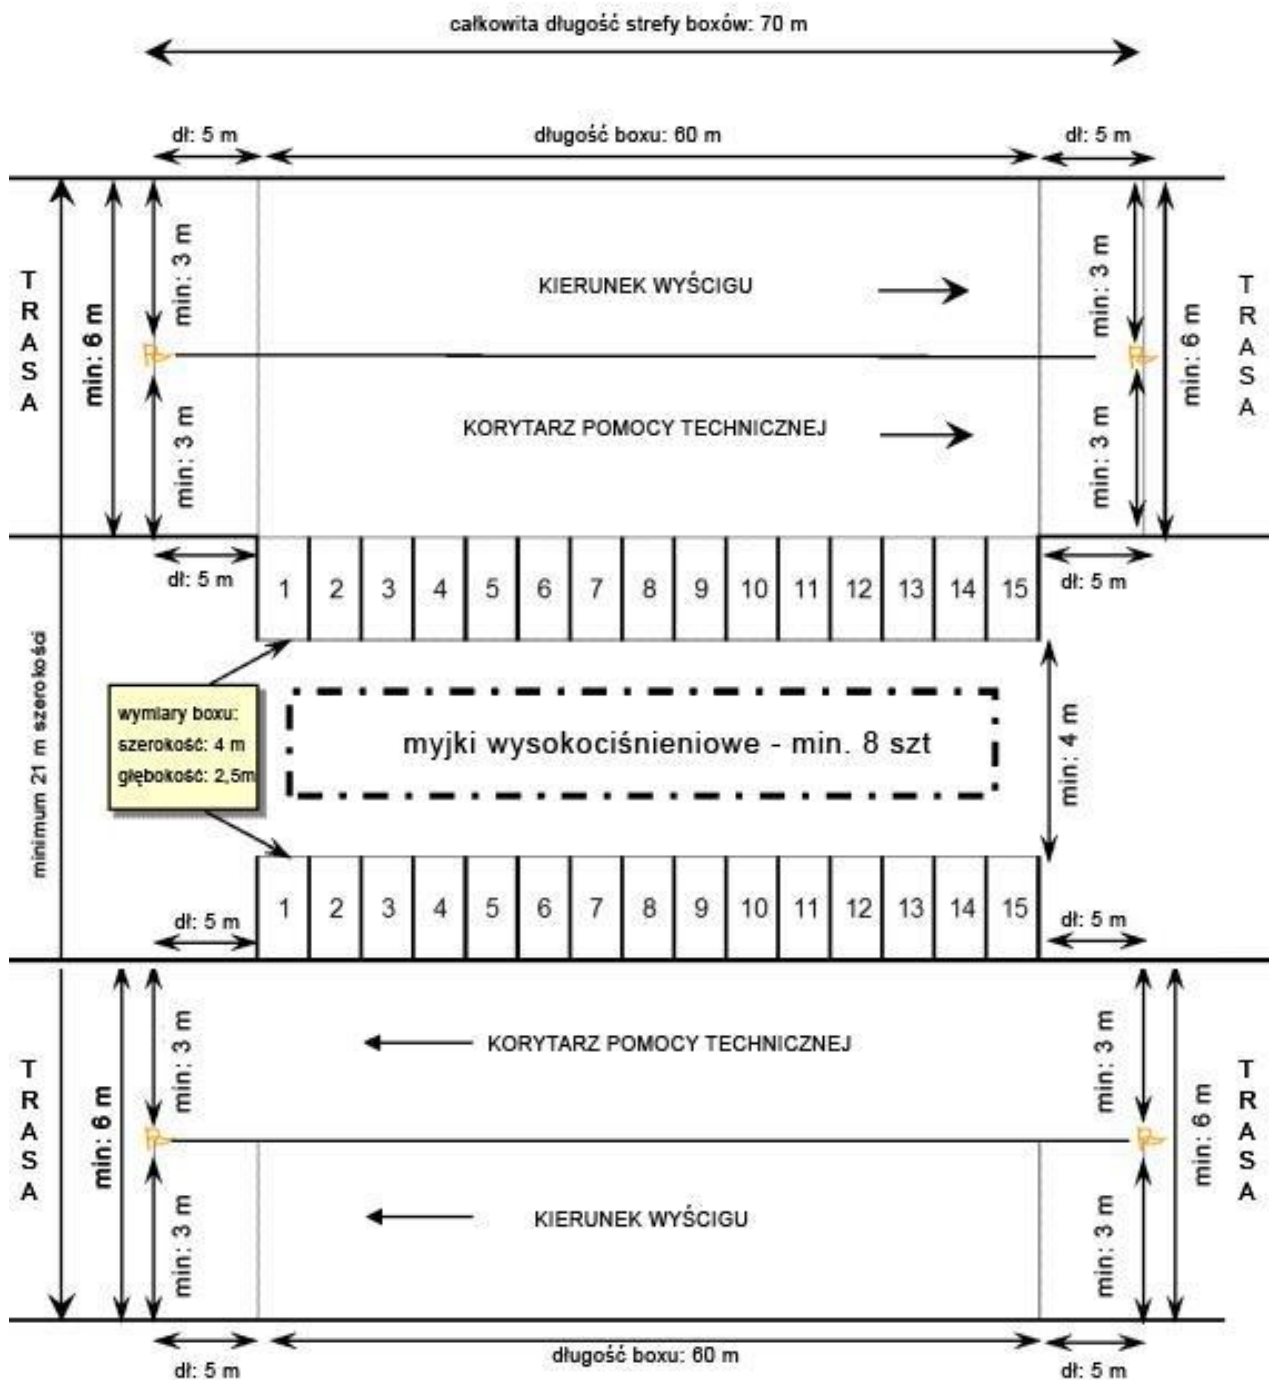 całkowita długość strefy boxów: 70 m
dł: 5 m
długość boxu: 60 m
dł: 5 m
TRASA
min: 6 m
min: 3 m
KIERUNEK WYŚCIGU
min: 3 m
min: 6 m
TRASA
min: 3 m
KORYTARZ POMOCY TECHNICZNEJ
min: 3 m
dł: 5 m
1 2 3 4 5 6 7 8 9 10 11 12 13 14 15
dł: 5 m
minimum 21 m szerokości
wymiary boxu:
szerokość: 4 m
głębokość: 2,5m
myjki wysokociśnieniowe - min. 8 szt
min: 4 m
dł: 5 m
1 2 3 4 5 6 7 8 9 10 11 12 13 14 15
dł: 5 m
TRASA
min: 6 m
min: 3 m
KORYTARZ POMOCY TECHNICZNEJ
min: 3 m
min: 6 m
TRASA
min: 3 m
KIERUNEK WYŚCIGU
min: 3 m
dł: 5 m
długość boxu: 60 m
dł: 5 m